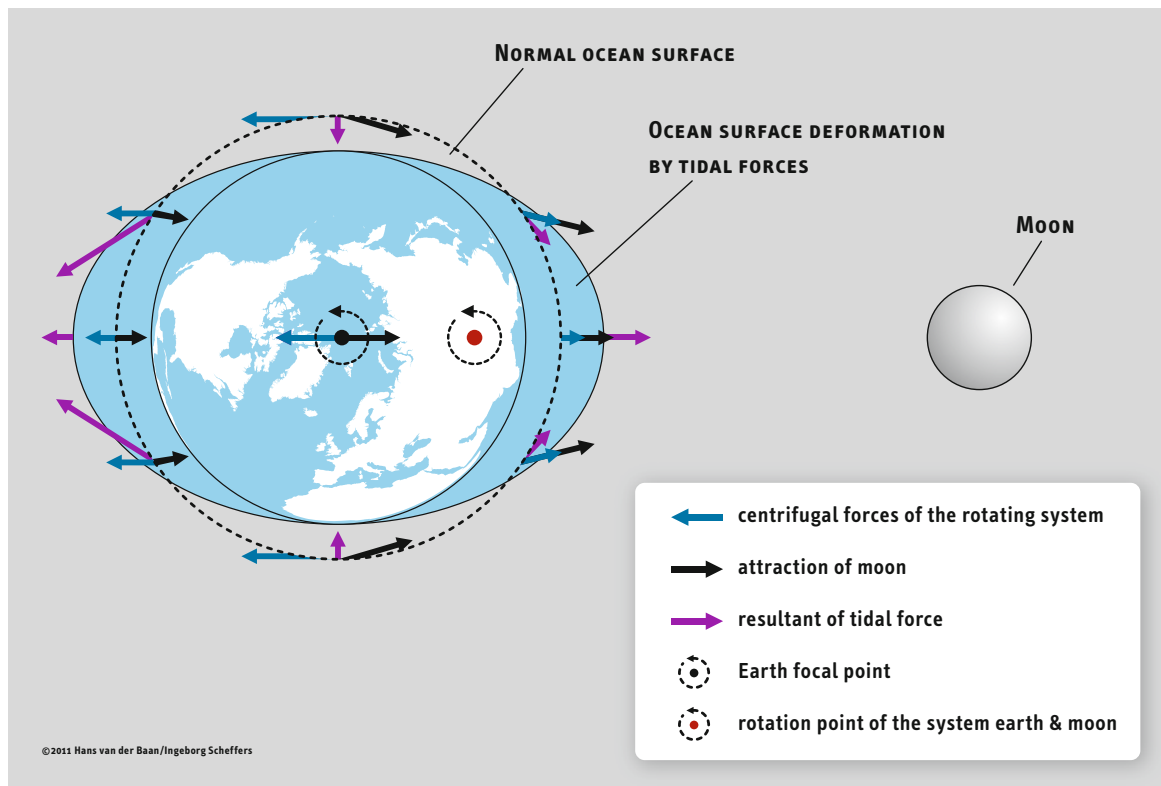 Normal ocean surface
Ocean surface deformation
by tidal forces
Moon
centrifugal forces of the rotating system
attraction of moon
resultant of tidal force
Earth focal point
rotation point of the system earth & moon
©2011 Hans van der Baan/Ingeborg Scheffers